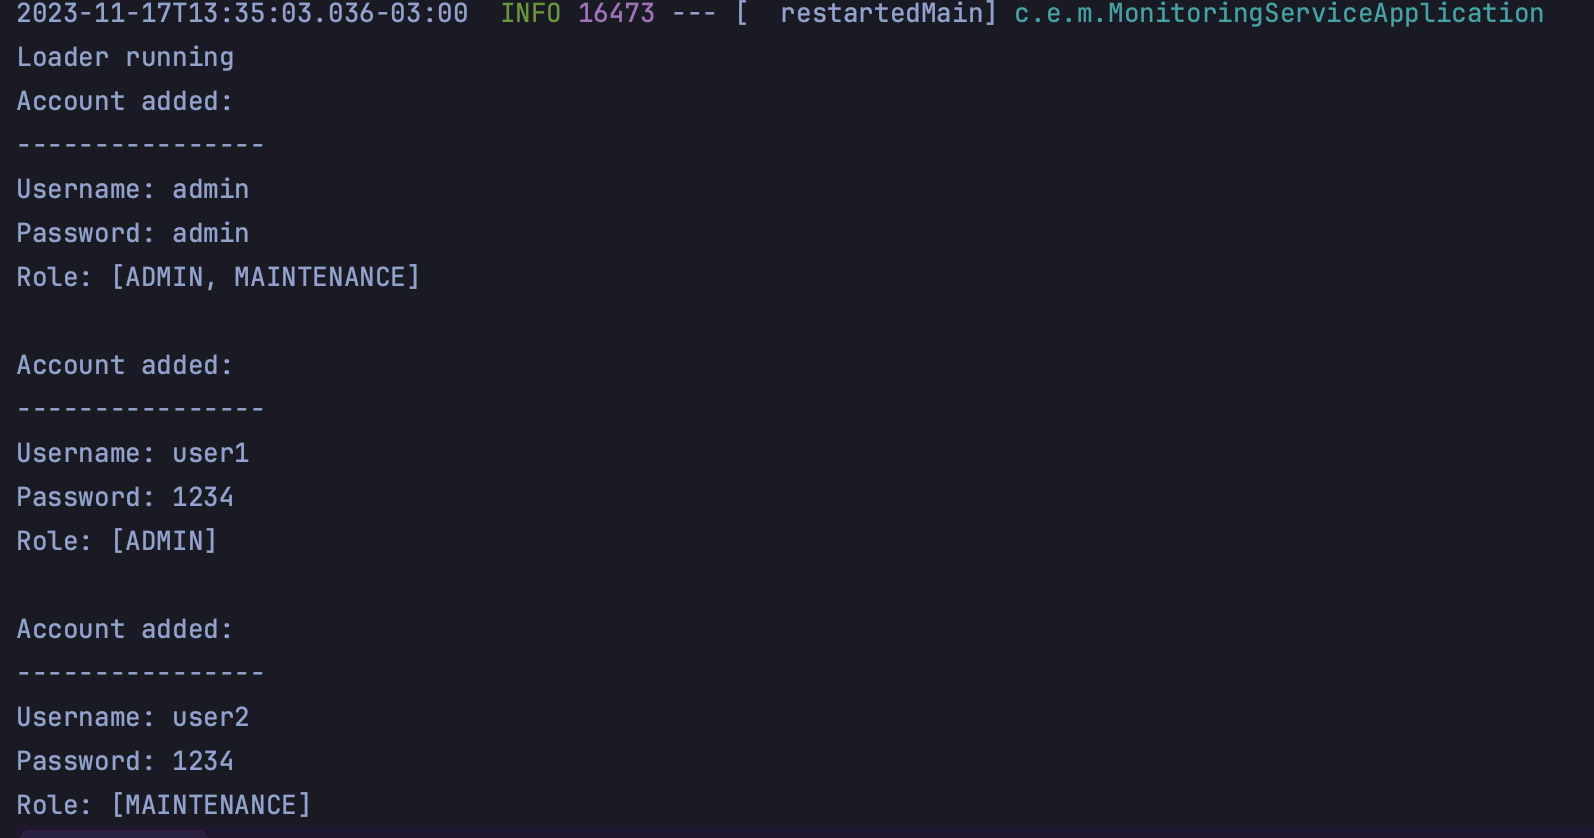 2023-11-17T13:35:03.036-03:00  INFO 16473 --- [  restartedMain] c.e.m.MonitoringServiceApplication
Loader running
Account added:
----------------
Username: admin
Password: admin
Role: [ADMIN, MAINTENANCE]
Account added:
----------------
Username: user1
Password: 1234
Role: [ADMIN]
Account added:
----------------
Username: user2
Password: 1234
Role: [MAINTENANCE]